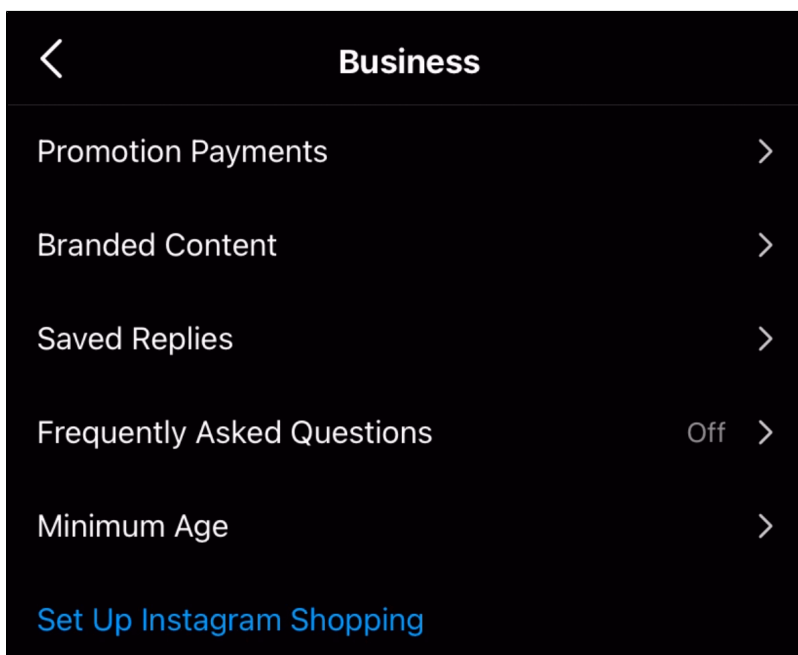 Business
Promotion Payments
Branded Content
Saved Replies
Frequently Asked Questions Off
Minimum Age
Set Up Instagram Shopping